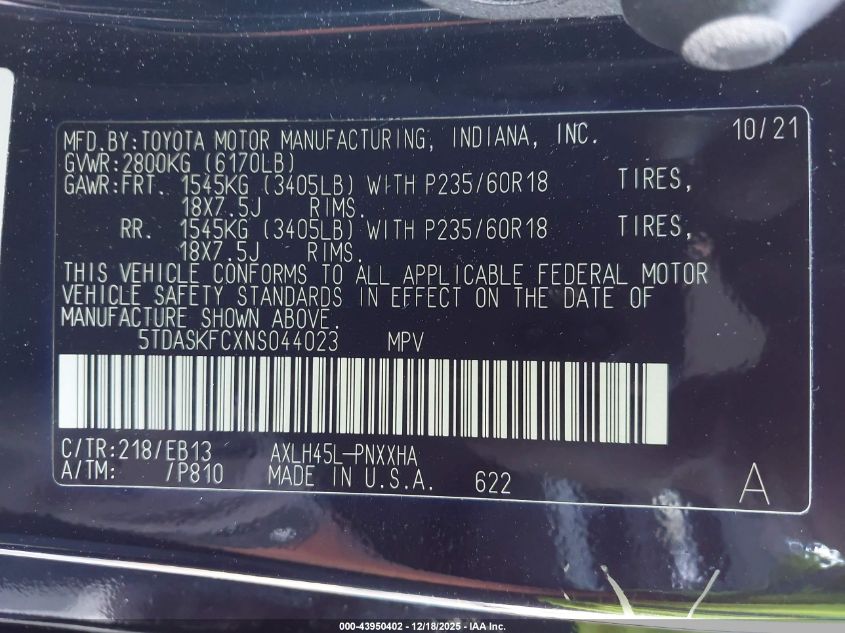 MFD. BY: TOYOTA MOTOR MANUFACTURING, INDIANA, INC. 10/21
GVWR: 2800KG (6170LB)
GAWR: FRT. 1545KG (3405LB) WITH P235/60R18 TIRES,
18X7.5J RIMS.
RR. 1545KG (3405LB) WITH P235/60R18 TIRES,
18X7.5J RIMS.
THIS VEHICLE CONFORMS TO ALL APPLICABLE FEDERAL MOTOR
VEHICLE SAFETY STANDARDS IN EFFECT ON THE DATE OF
MANUFACTURE SHOWN ABOVE.
5TDASKFCXNS044023 MPV
C/TR: 218/EB13 AXLH45L-PNXXHA
A/TM: /P810 MADE IN U.S.A. 622 A
000-43950402 - 12/18/2025 - IAA Inc.